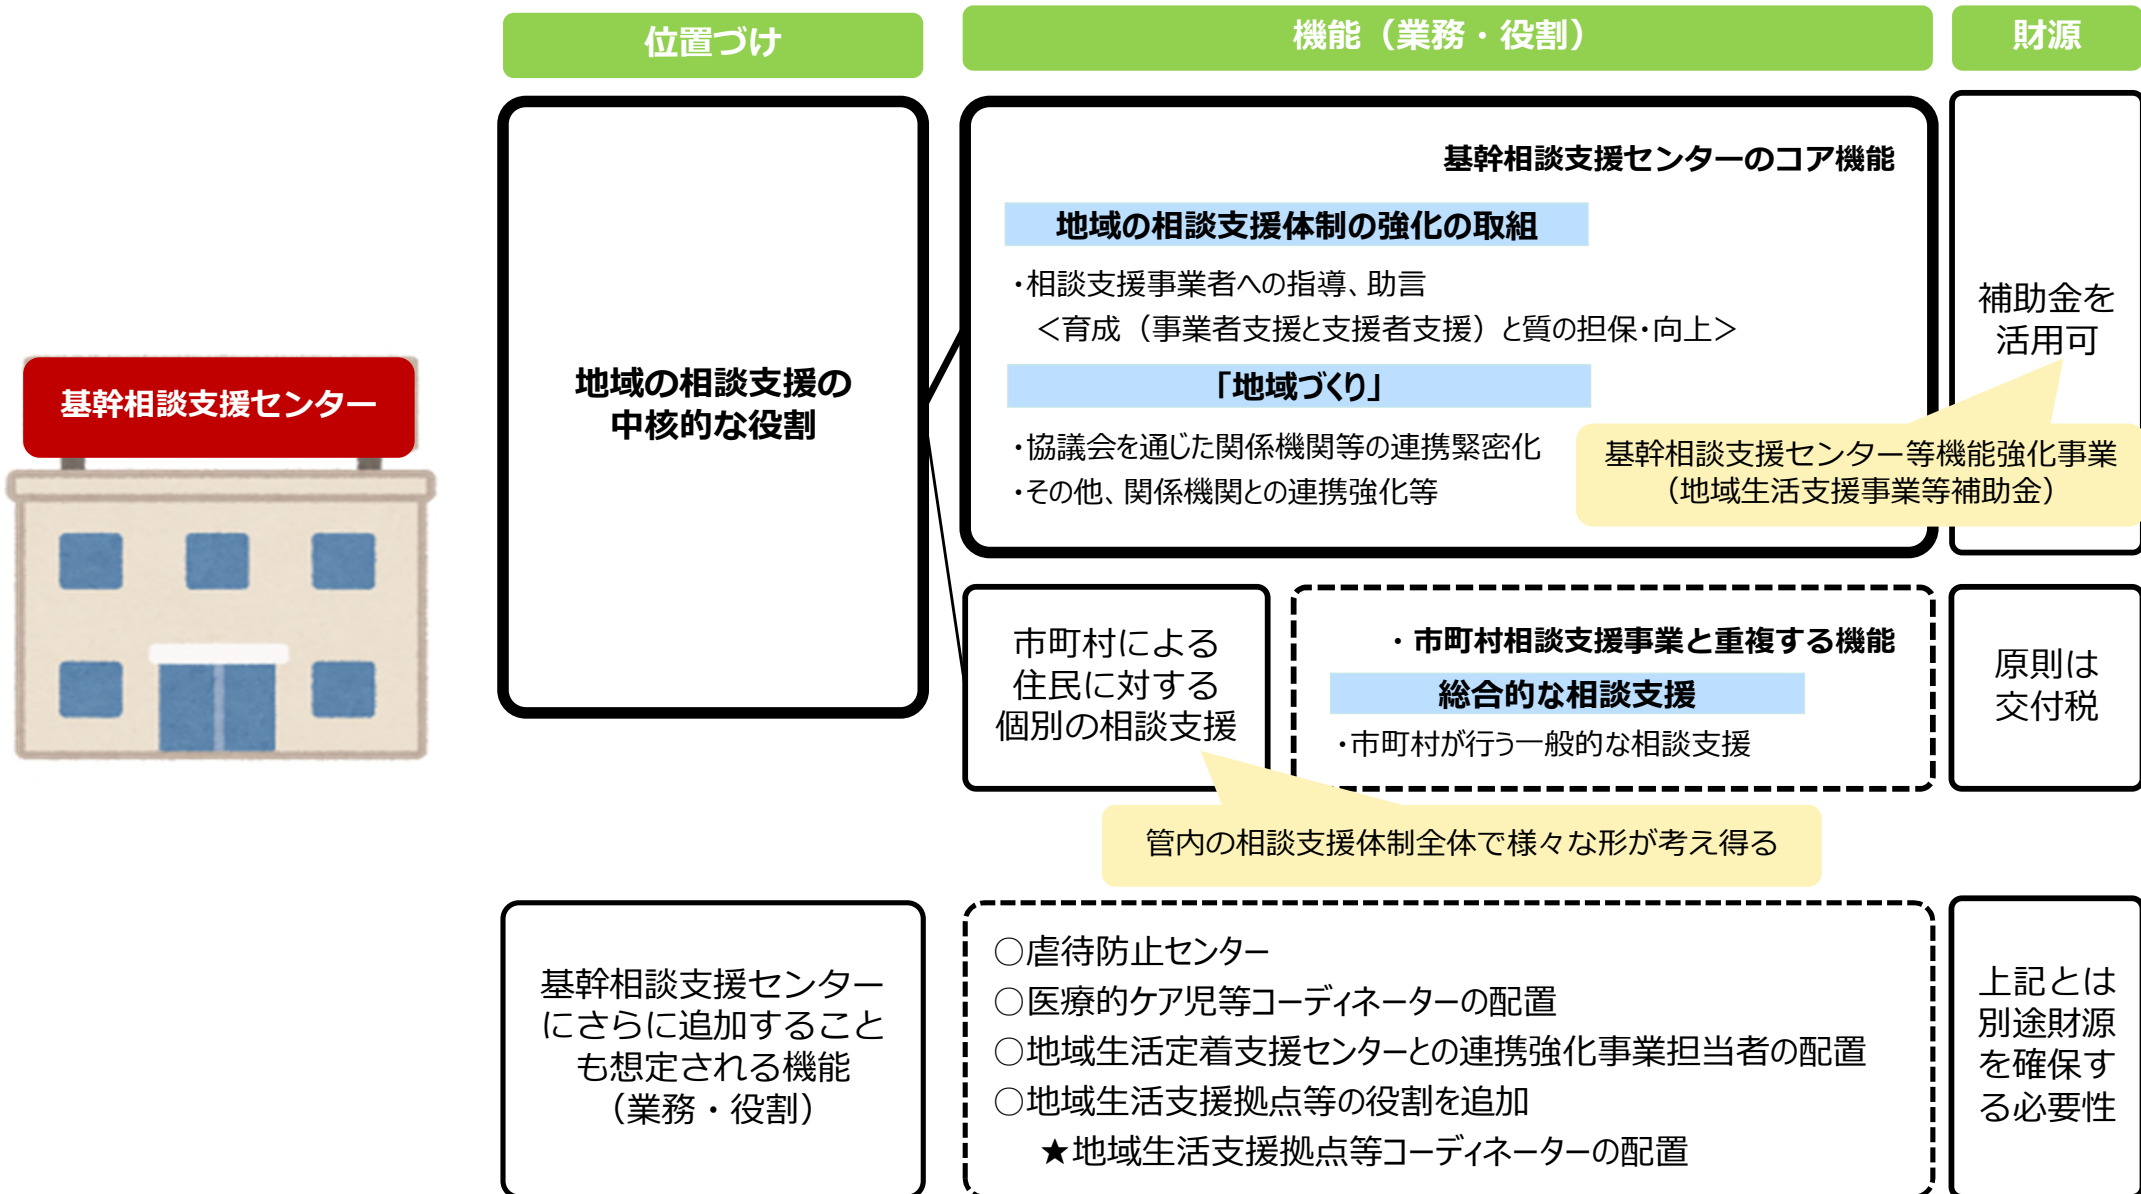 位置づけ
機能（業務・役割）
財源
基幹相談支援センター
地域の相談支援の
中核的な役割
基幹相談支援センターのコア機能
地域の相談支援体制の強化の取組
・相談支援事業者への指導、助言
＜育成（事業者支援と支援者支援）と質の担保・向上＞
「地域づくり」
・協議会を通じた関係機関等の連携緊密化
・その他、関係機関との連携強化等
補助金を
活用可
基幹相談支援センター等機能強化事業
（地域生活支援事業等補助金）
市町村による
住民に対する
個別の相談支援
・市町村相談支援事業と重複する機能
総合的な相談支援
・市町村が行う一般的な相談支援
原則は
交付税
管内の相談支援体制全体で様々な形が考え得る
基幹相談支援センター
にさらに追加すること
も想定される機能
（業務・役割）
○虐待防止センター
○医療的ケア児等コーディネーターの配置
○地域生活定着支援センターとの連携強化事業担当者の配置
○地域生活支援拠点等の役割を追加
★地域生活支援拠点等コーディネーターの配置
上記とは
別途財源
を確保す
る必要性